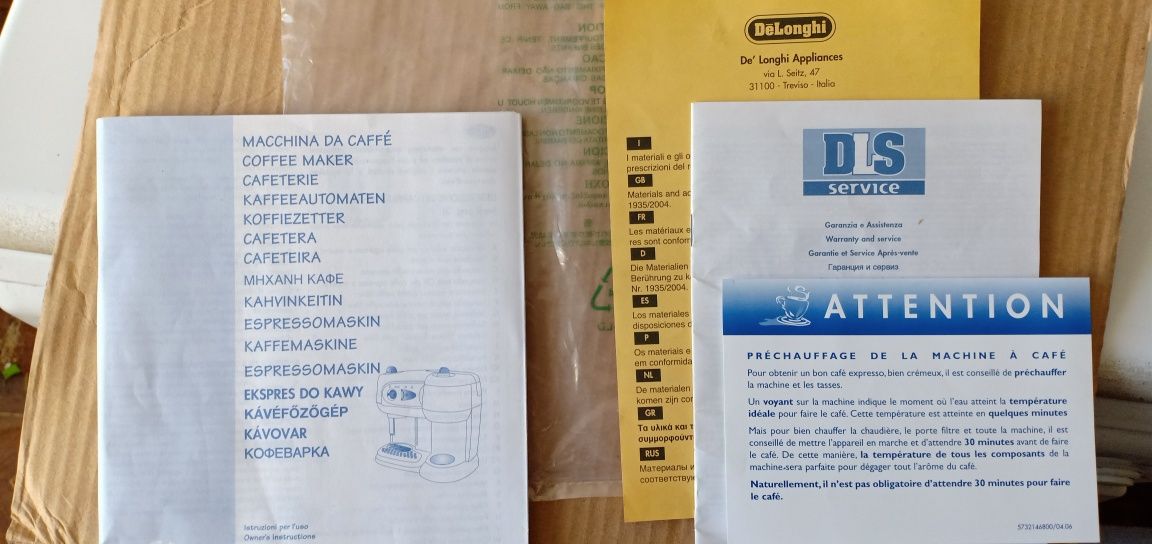 MACCHINA DA CAFFÉ
COFFEE MAKER
CAFETERIE
KAFFEEAUTOMATEN
KOFFIEZETTER
CAFETERA
CAFETEIRA
ΜΗΧΑΝΗ ΚΑΦΕ
KAHVINKEITIN
ESPRESSOMASKIN
KAFFEMASKINE
ESPRESSOMASKIN
EKSPRES DO KAWY
KÁVÉFŐZŐGÉP
KÁVOVAR
КОФЕВАРКА
Istruzioni per l'uso
Owner's instructions
DeLonghi
De' Longhi Appliances
via L. Seitz, 47
31100 - Treviso - Italia
I
I materiali e gli o
prescrizioni del r
GB
Materials and ac
1935/2004.
FR
Les matériaux e
res sont conform
D
Die Materialien
Berührung zu k
Nr. 1935/2004.
ES
Los materiales
disposiciones d
P
Os materiais e
em conformida
NL
De materialen
komen zijn cor
GR
Τα υλικά και τ
συμμορφούντ
RUS
Материалы и
соответствую
DLS
service
Garanzia e Assistenza
Warranty and service
Garantie et Service Après-vente
Гарантия и сервиз
ATTENTION
PRÉCHAUFFAGE DE LA MACHINE À CAFÉ
Pour obtenir un bon café expresso, bien crémeux, il est conseillé de préchauffer
la machine et les tasses.
Un voyant sur la machine indique le moment où l'eau atteint la température
idéale pour faire le café. Cette température est atteinte en quelques minutes
Mais pour bien chauffer la chaudière, le porte filtre et toute la machine, il est
conseillé de mettre l'appareil en marche et d'attendre 30 minutes avant de faire
le café. De cette manière, la température de tous les composants de la
machine-sera parfaite pour dégager tout l'arôme du café.
Naturellement, il n'est pas obligatoire d'attendre 30 minutes pour faire
le café.
5732146800/04.06